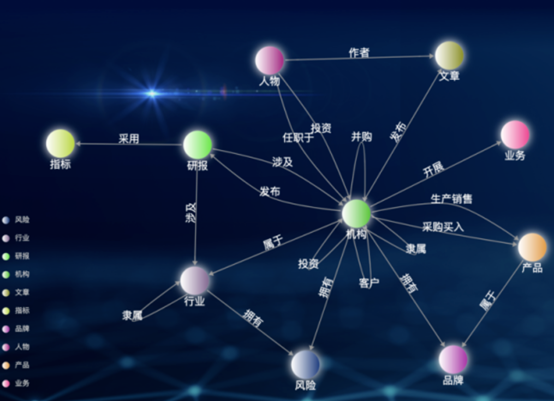 作者
人物
文章
任职于
投资
并购
发布
业务
采用
指标
研报
涉及
开展
发布
生产销售
涉及
机构
采购买入
属于
隶属
产品
投资
客户
拥有
拥有
行业
属于
隶属
拥有
风险
品牌
风险
行业
研报
机构
文章
指标
品牌
人物
产品
业务